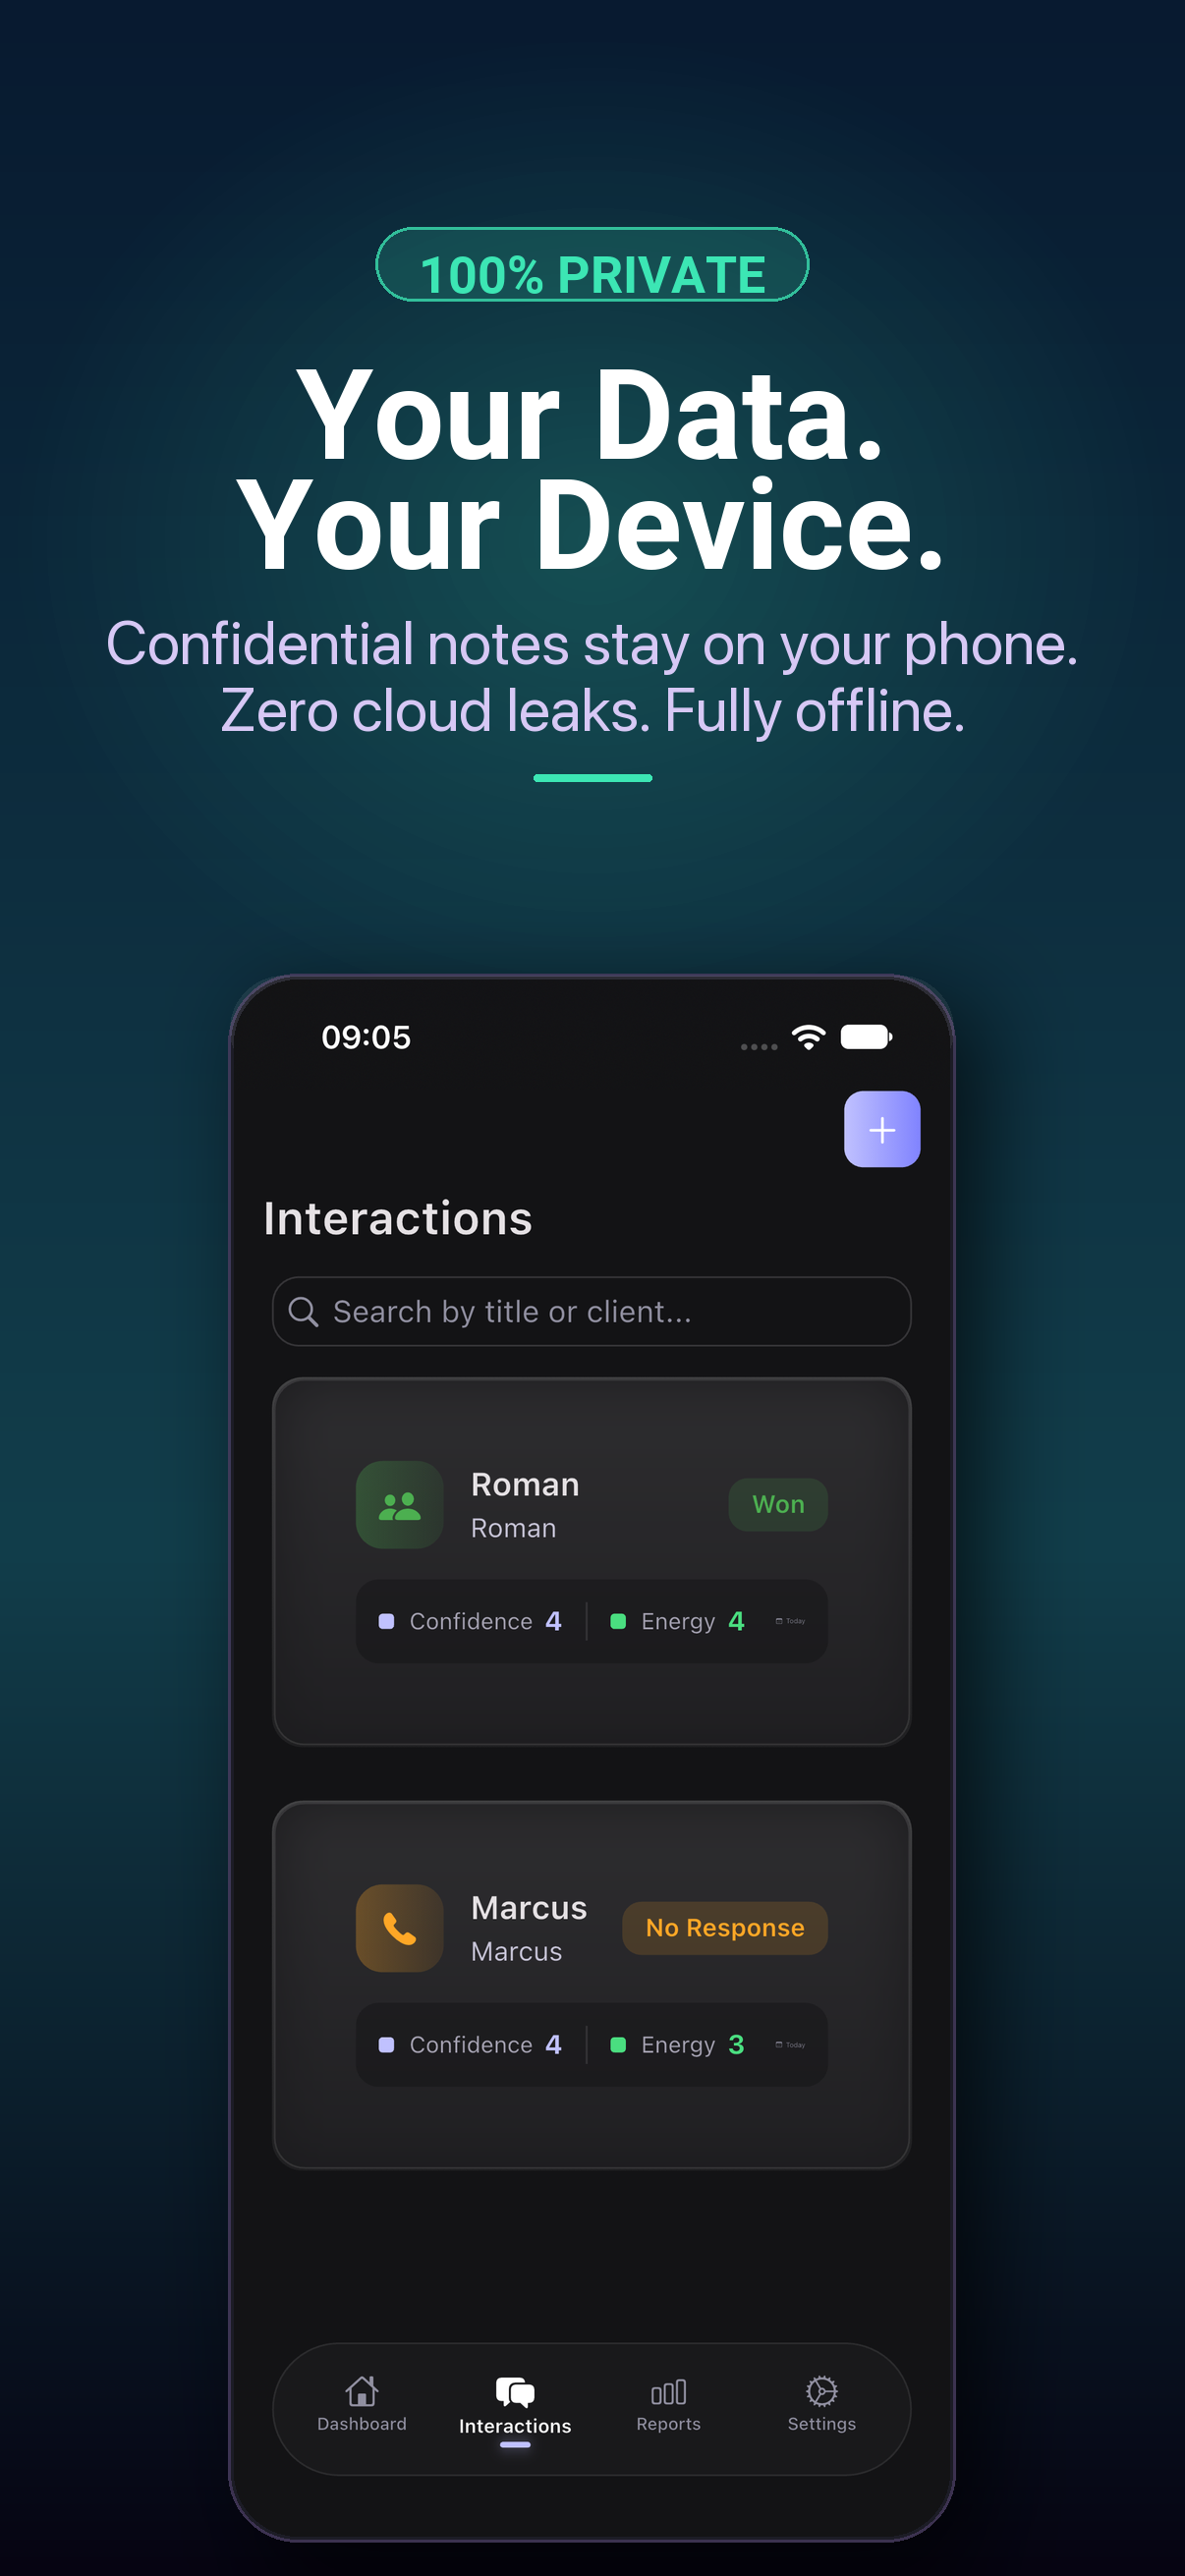 100% PRIVATE
Your Data.
Your Device.
Confidential notes stay on your phone.
Zero cloud leaks. Fully offline.
09:05
Interactions
Search by title or client...
Roman
Roman
Won
Confidence 4
Energy 4
Today
Marcus
Marcus
No Response
Confidence 4
Energy 3
Today
Dashboard
Interactions
Reports
Settings